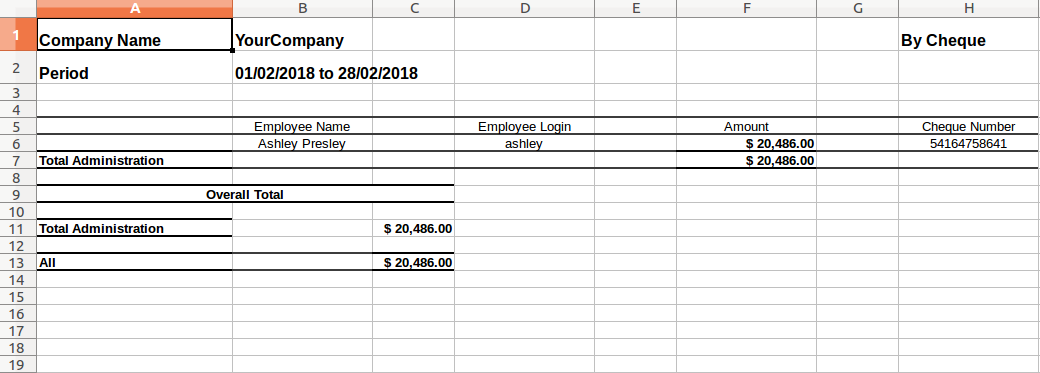 A B C D E F G H
1 Company Name YourCompany By Cheque
2 Period 01/02/2018 to 28/02/2018
3
4
5 Employee Name Employee Login Amount Cheque Number
6 Ashley Presley ashley $ 20,486.00 54164758641
7 Total Administration $ 20,486.00
8
9 Overall Total
10
11 Total Administration $ 20,486.00
12
13 All $ 20,486.00
14
15
16
17
18
19